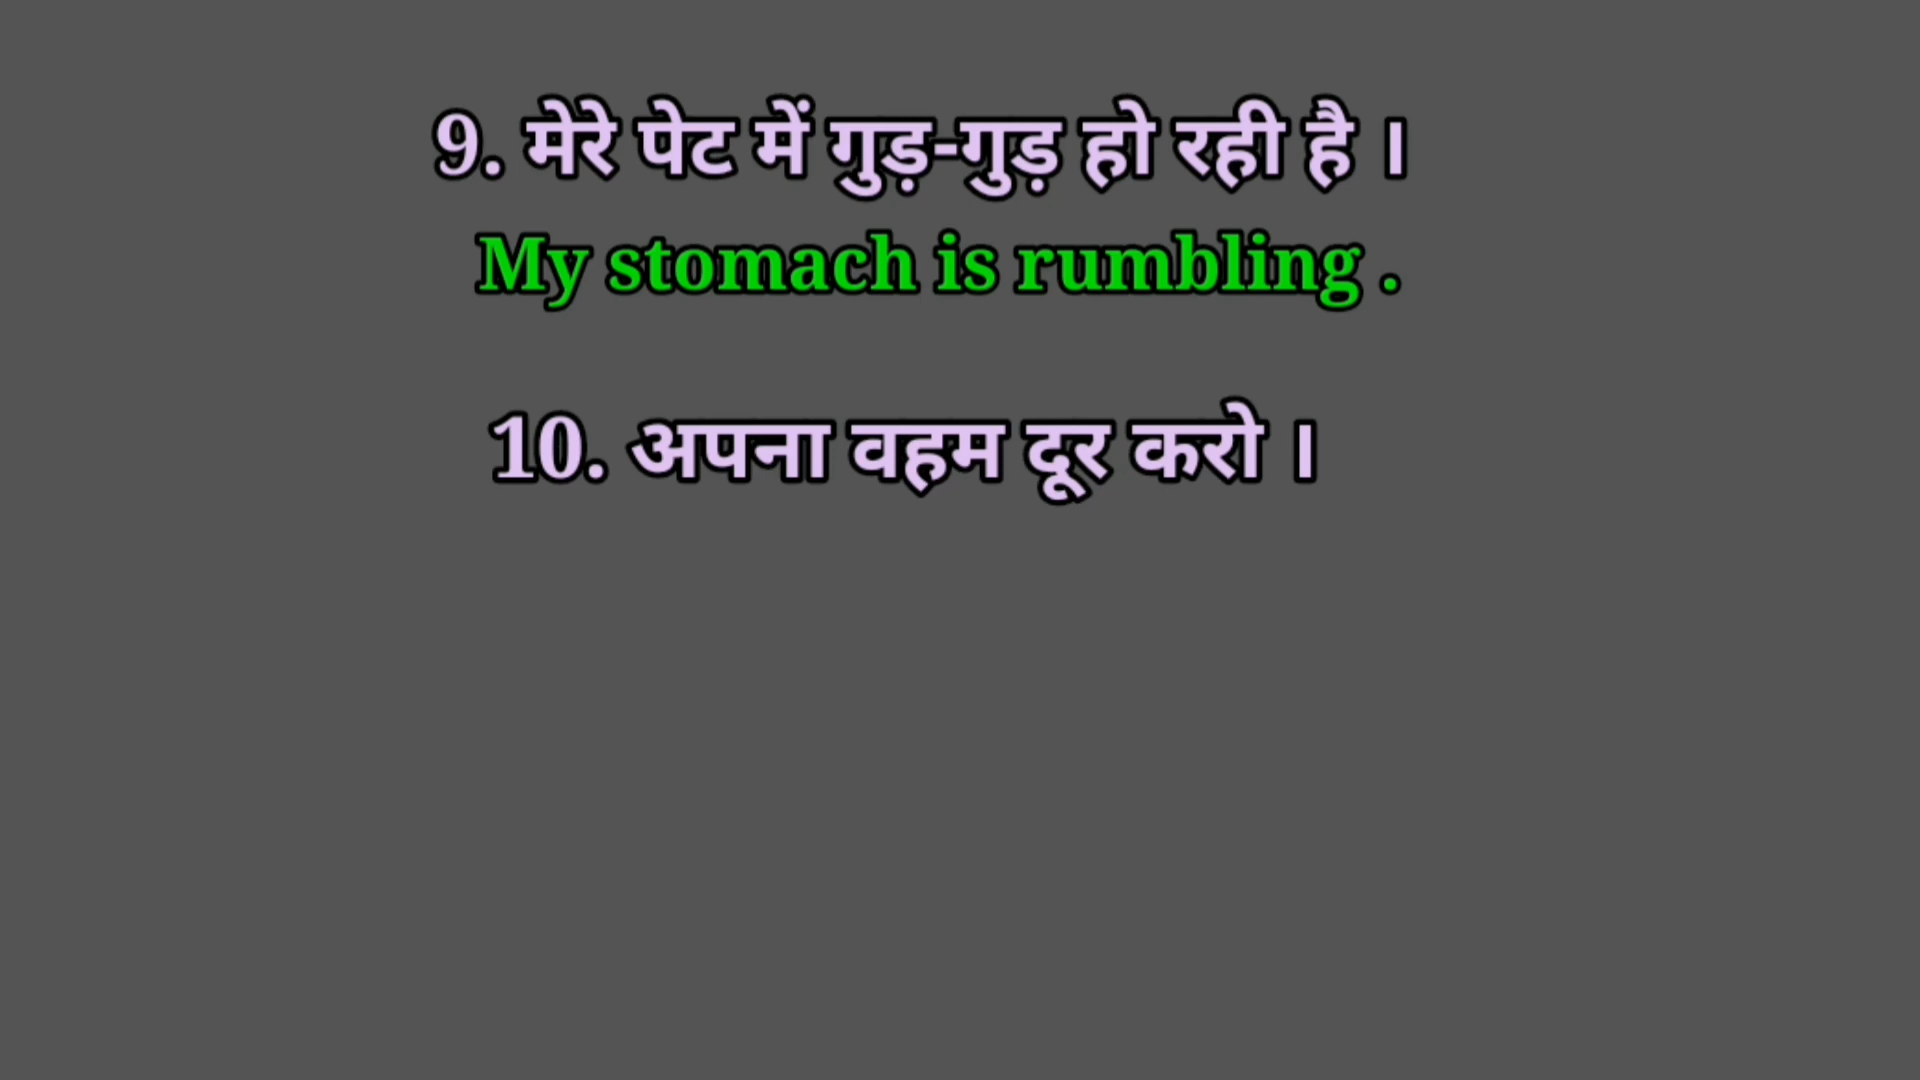 9. मेरे पेट में गुड़-गुड़ हो रही है ।
My stomach is rumbling .
10. अपना वहम दूर करो ।